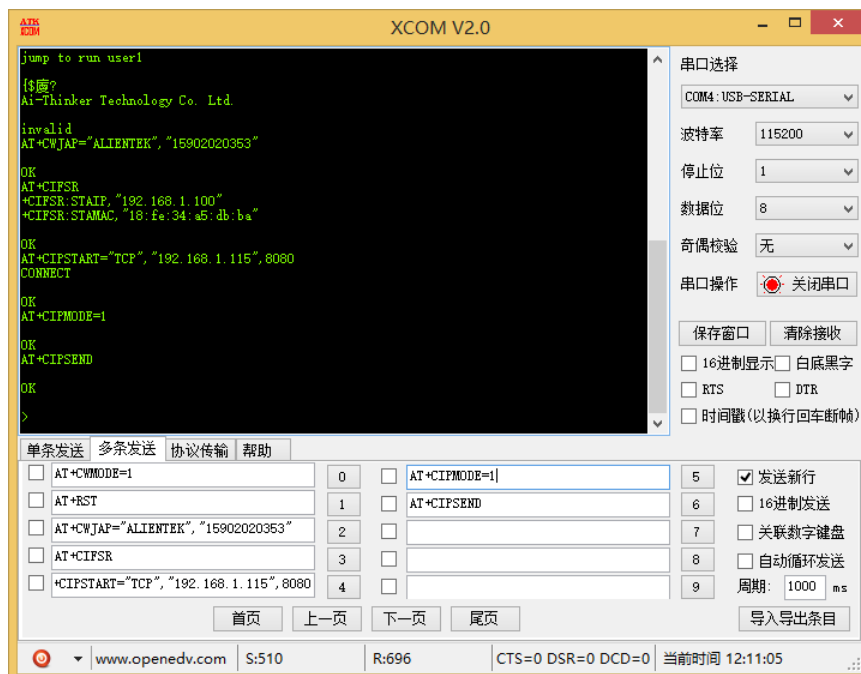 ATK
XCOM
XCOM V2.0
jump to run user1
{$廔?
Ai-Thinker Technology Co. Ltd.
invalid
AT+CWJAP="ALIENTEK","15902020353"
OK
AT+CIFSR
+CIFSR:STAIP,"192.168.1.100"
+CIFSR:STAMAC,"18:fe:34:a5:db:ba"
OK
AT+CIPSTART="TCP","192.168.1.115",8080
CONNECT
OK
AT+CIPMODE=1
OK
AT+CIPSEND
OK
>
串口选择
COM4:USB-SERIAL
波特率 115200
停止位 1
数据位 8
奇偶校验 无
串口操作 关闭串口
保存窗口 清除接收
16进制显示 白底黑字
RTS DTR
时间戳(以换行回车断帧)
单条发送 多条发送 协议传输 帮助
AT+CWMODE=1 0 AT+CIPMODE=1 5 发送新行
AT+RST 1 AT+CIPSEND 6 16进制发送
AT+CWJAP="ALIENTEK","15902020353" 2 7 关联数字键盘
AT+CIFSR 3 8 自动循环发送
+CIPSTART="TCP","192.168.1.115",8080 4 9 周期: 1000 ms
首页 上一页 下一页 尾页 导入导出条目
www.openedv.com S:510 R:696 CTS=0 DSR=0 DCD=0 当前时间 12:11:05